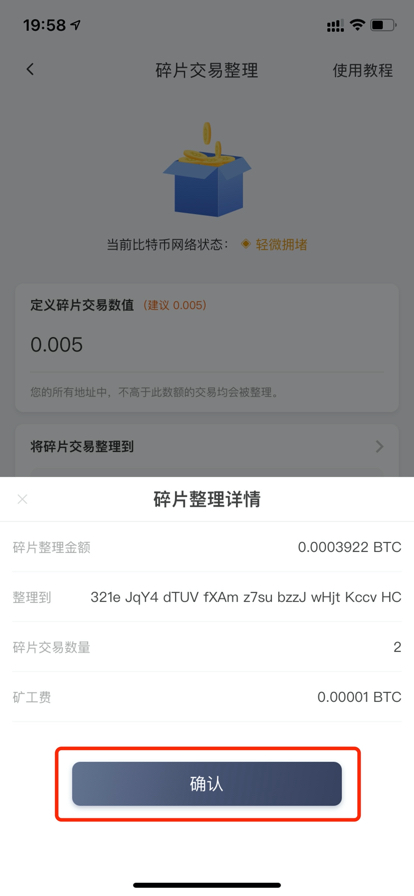 19:58
碎片交易整理
使用教程
当前比特币网络状态： 轻微拥堵
定义碎片交易数值 （建议 0.005）
0.005
您的所有地址中，不高于此数额的交易均会被整理。
将碎片交易整理到
碎片整理详情
碎片整理金额 0.0003922 BTC
整理到 321e JqY4 dTUV fXAm z7su bzzJ wHjt Kccv HC
碎片交易数量 2
矿工费 0.00001 BTC
确认